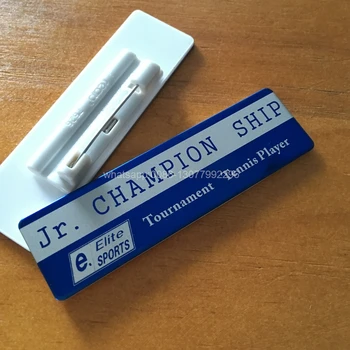 Jr. CHAMPION SHIP
Tournament Tennis Player
e. Elite
SPORTS